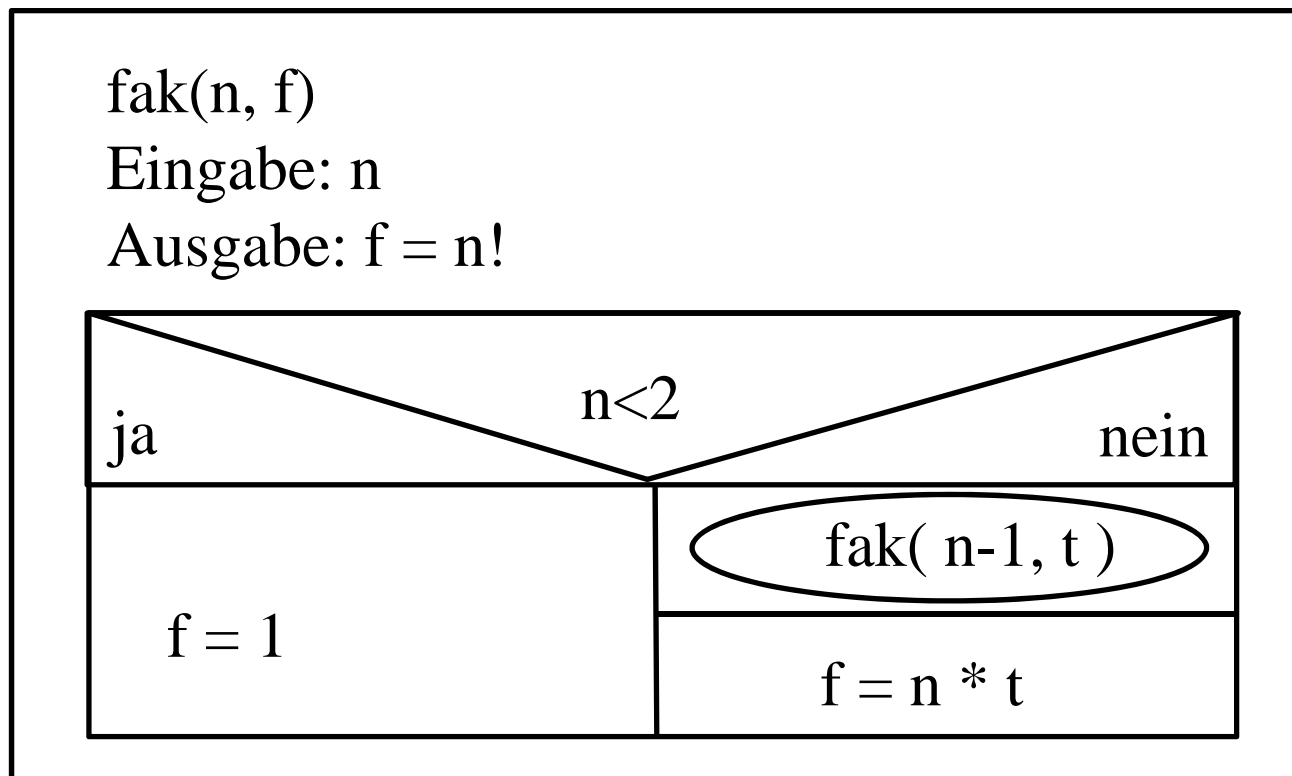 fak(n, f)
Eingabe: n
Ausgabe: f = n!
n<2
ja
nein
f = 1
fak( n-1, t )
f = n * t